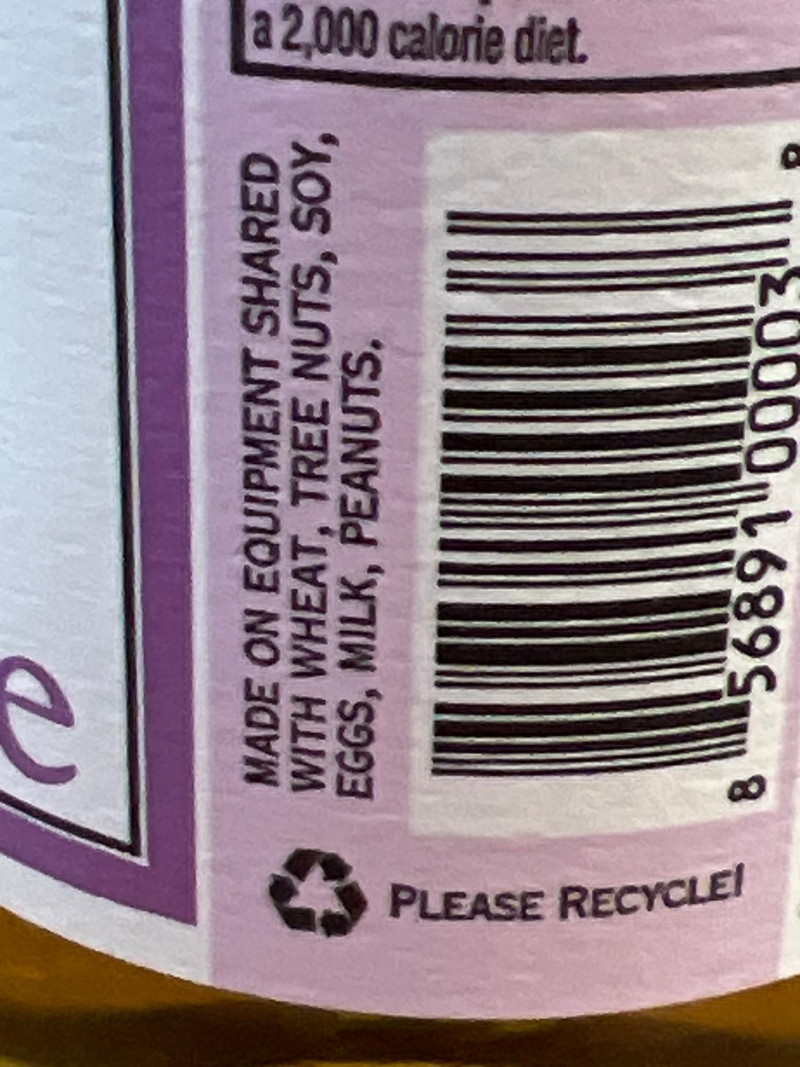 a 2,000 calorie diet.
MADE ON EQUIPMENT SHARED
WITH WHEAT, TREE NUTS, SOY,
EGGS, MILK, PEANUTS.
8 56891 00003 8
e
PLEASE RECYCLE!